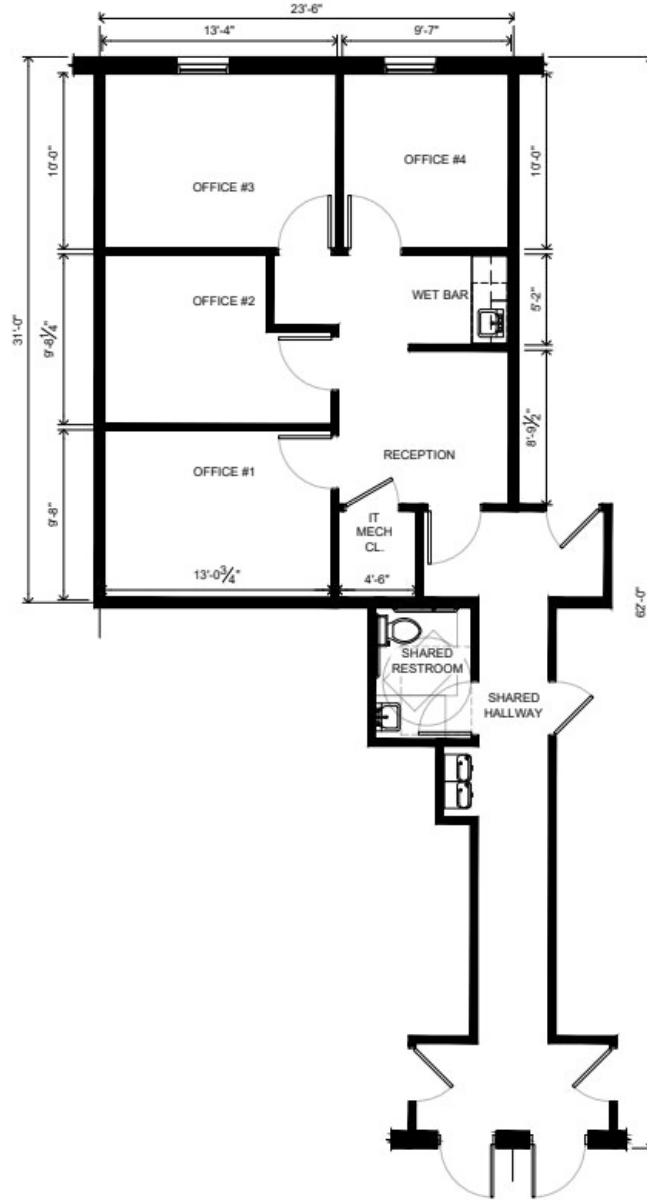 23'-6"
13'-4"
9'-7"
10'-0"
10'-0"
OFFICE #3
OFFICE #4
31'-0"
9'-8¼"
OFFICE #2
WET BAR
5'-2"
8'-9½"
RECEPTION
OFFICE #1
9'-8"
IT
MECH
CL.
13'-0¾"
4'-6"
62'-0"
SHARED
RESTROOM
SHARED
HALLWAY